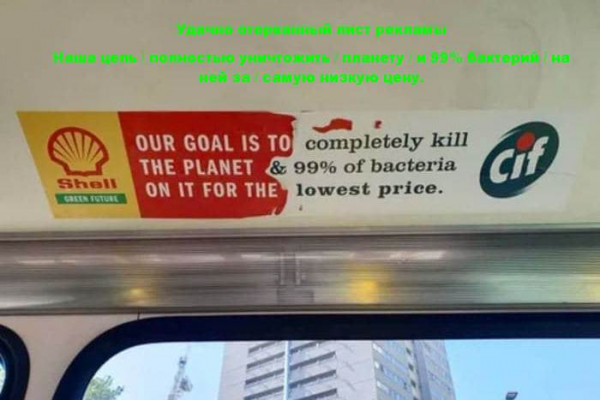 Удачно оторванный лист рекламы
Наша цель / полностью уничтожить / планету / и 99% бактерий / на
ней за / самую низкую цену.
OUR GOAL IS TO completely kill
THE PLANET & 99% of bacteria
ON IT FOR THE lowest price.
Shell
GREEN FUTURE
Cif